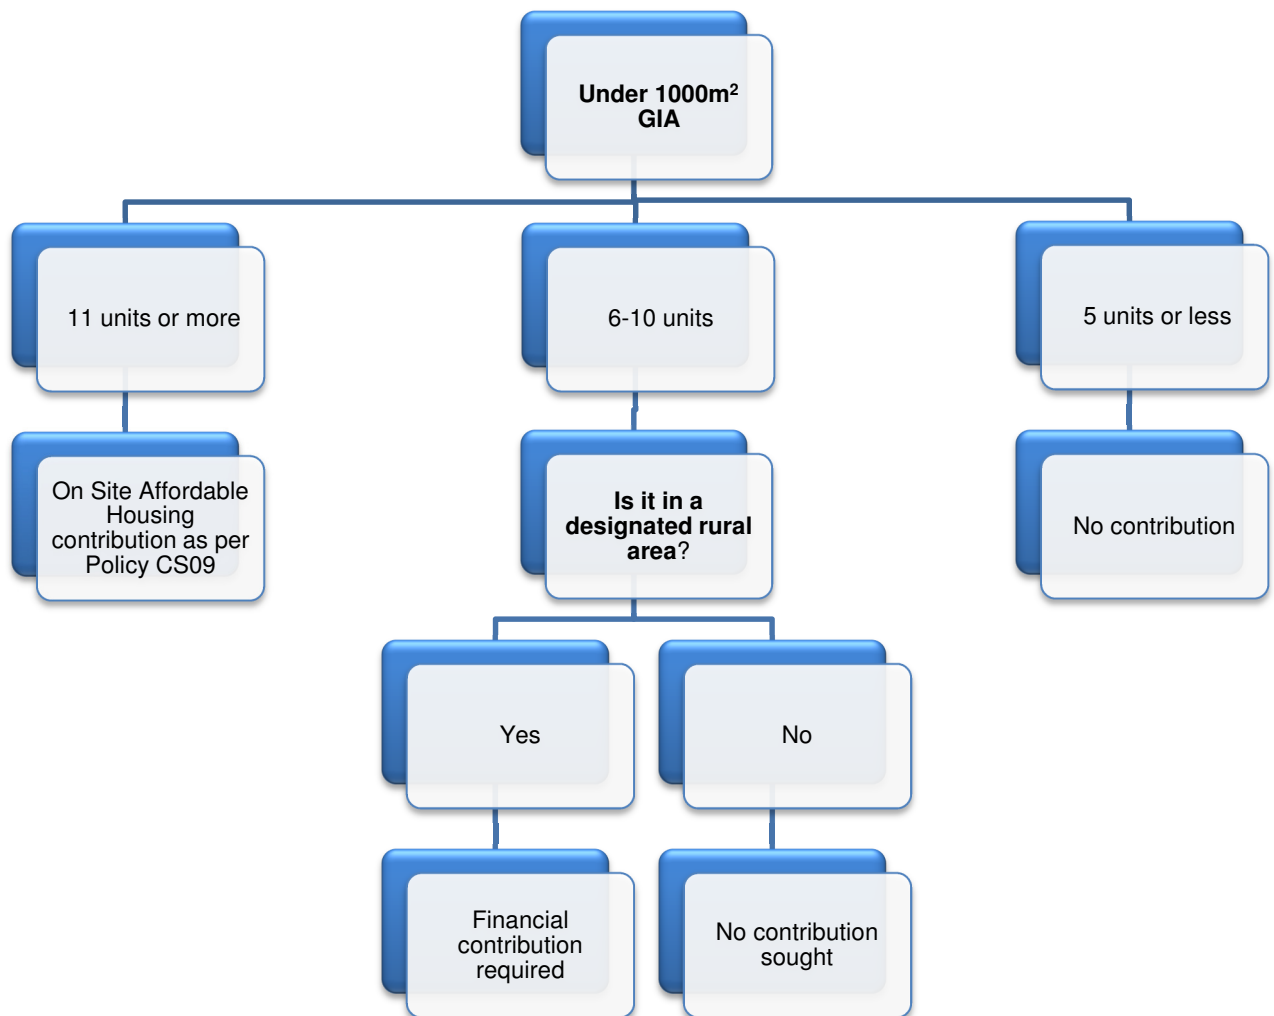 Under 1000m²
GIA
11 units or more
6-10 units
5 units or less
On Site Affordable
Housing
contribution as per
Policy CS09
Is it in a
designated rural
area?
No contribution
Yes
No
Financial
contribution
required
No contribution
sought